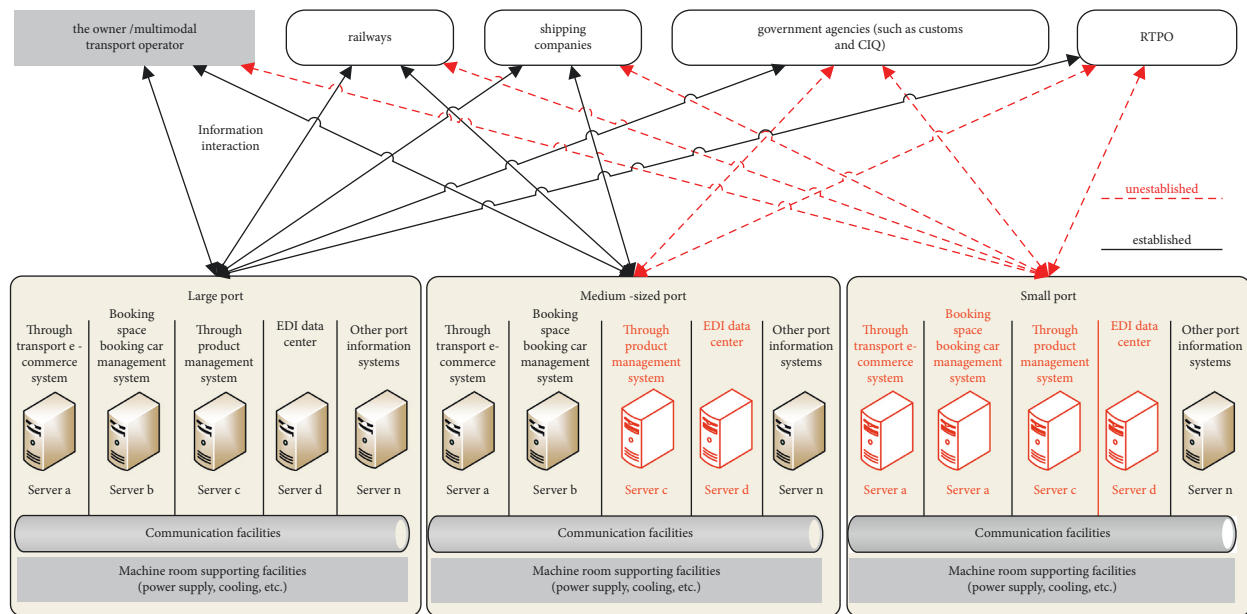 the owner /multimodal
transport operator
railways
shipping
companies
government agencies (such as customs
and CIQ)
RTPO
Information
interaction
unestablished
established
Large port
Through
transport e -
commerce
system
Booking
space
booking car
management
system
Through
product
management
system
EDI data
center
Other port
information
systems
Server a
Server b
Server c
Server d
Server n
Communication facilities
Machine room supporting facilities
(power supply, cooling, etc.)
Medium -sized port
Through
transport e-
commerce
system
Booking
space
booking car
management
system
Through
product
management
system
EDI data
center
Other port
information
systems
Server a
Server b
Server c
Server d
Server n
Communication facilities
Machine room supporting facilities
(power supply, cooling, etc.)
Small port
Through
transport e-
commerce
system
Booking
space
booking car
management
system
Through
product
management
system
EDI data
center
Other port
information
systems
Server a
Server a
Server c
Server d
Server n
Communication facilities
Machine room supporting facilities
(power supply, cooling, etc.)